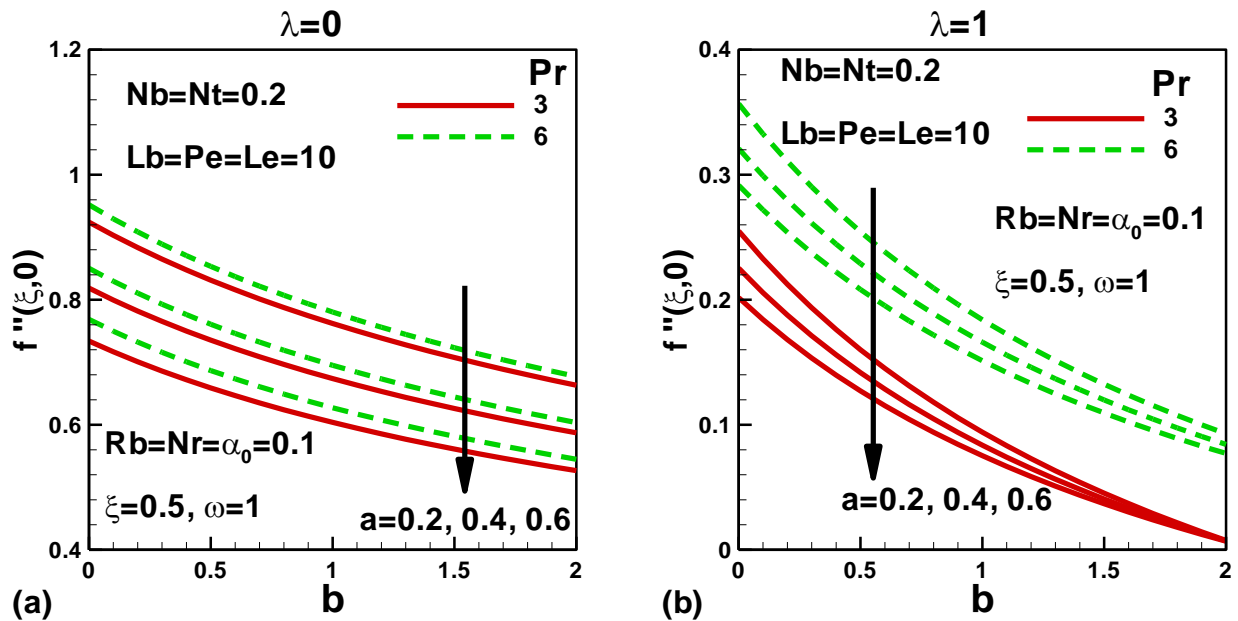 λ=0
1.2
1
0.8
0.6
0.4
f "(ξ,0)
Nb=Nt=0.2
Lb=Pe=Le=10
Pr
3
6
Rb=Nr=α₀=0.1
ξ=0.5, ω=1
a=0.2, 0.4, 0.6
0 0.5 1 1.5 2
b
(a)
λ=1
0.4
0.3
0.2
0.1
0
f "(ξ,0)
Nb=Nt=0.2
Lb=Pe=Le=10
Pr
3
6
Rb=Nr=α₀=0.1
ξ=0.5, ω=1
a=0.2, 0.4, 0.6
0 0.5 1 1.5 2
b
(b)